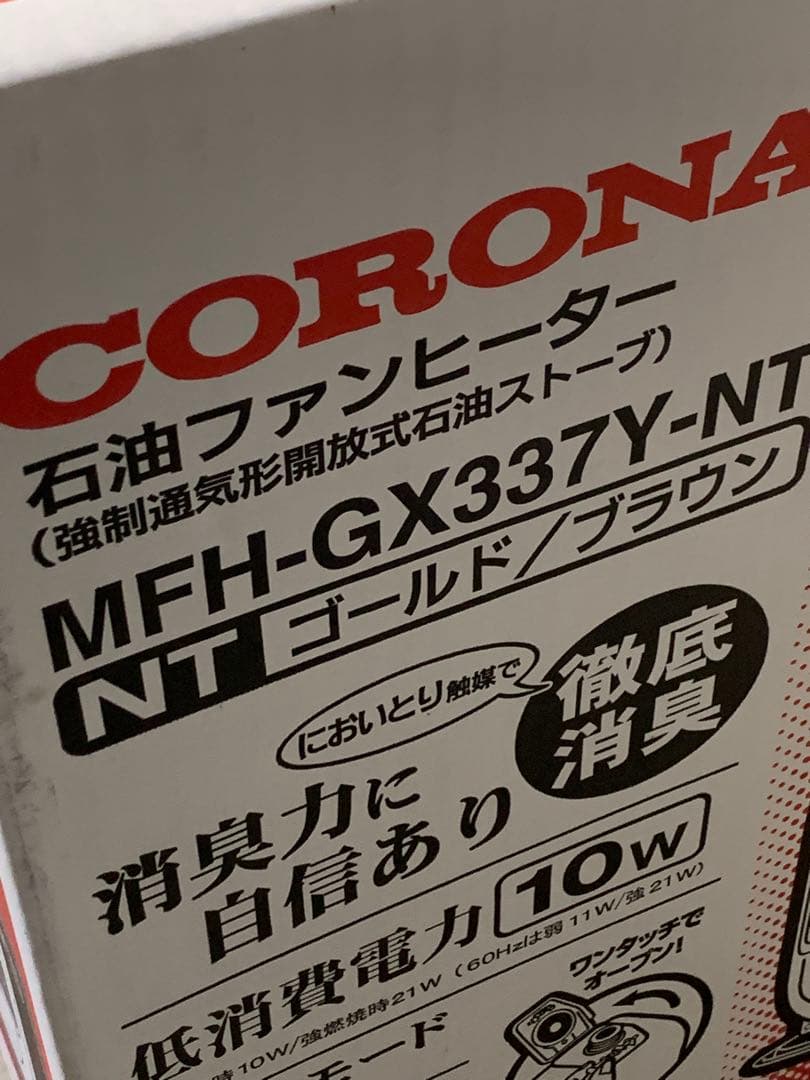 CORONA
石油ファンヒーター
(強制通気形開放式石油ストーブ)
MFH-GX337Y-NT
NT ゴールド/ブラウン
においとり触媒で
徹底
消臭
消臭力に
自信あり
低消費電力 10W
時10W/強燃焼時21W (60Hzは弱11W/強21W)
ワンタッチで
オープン!
モード